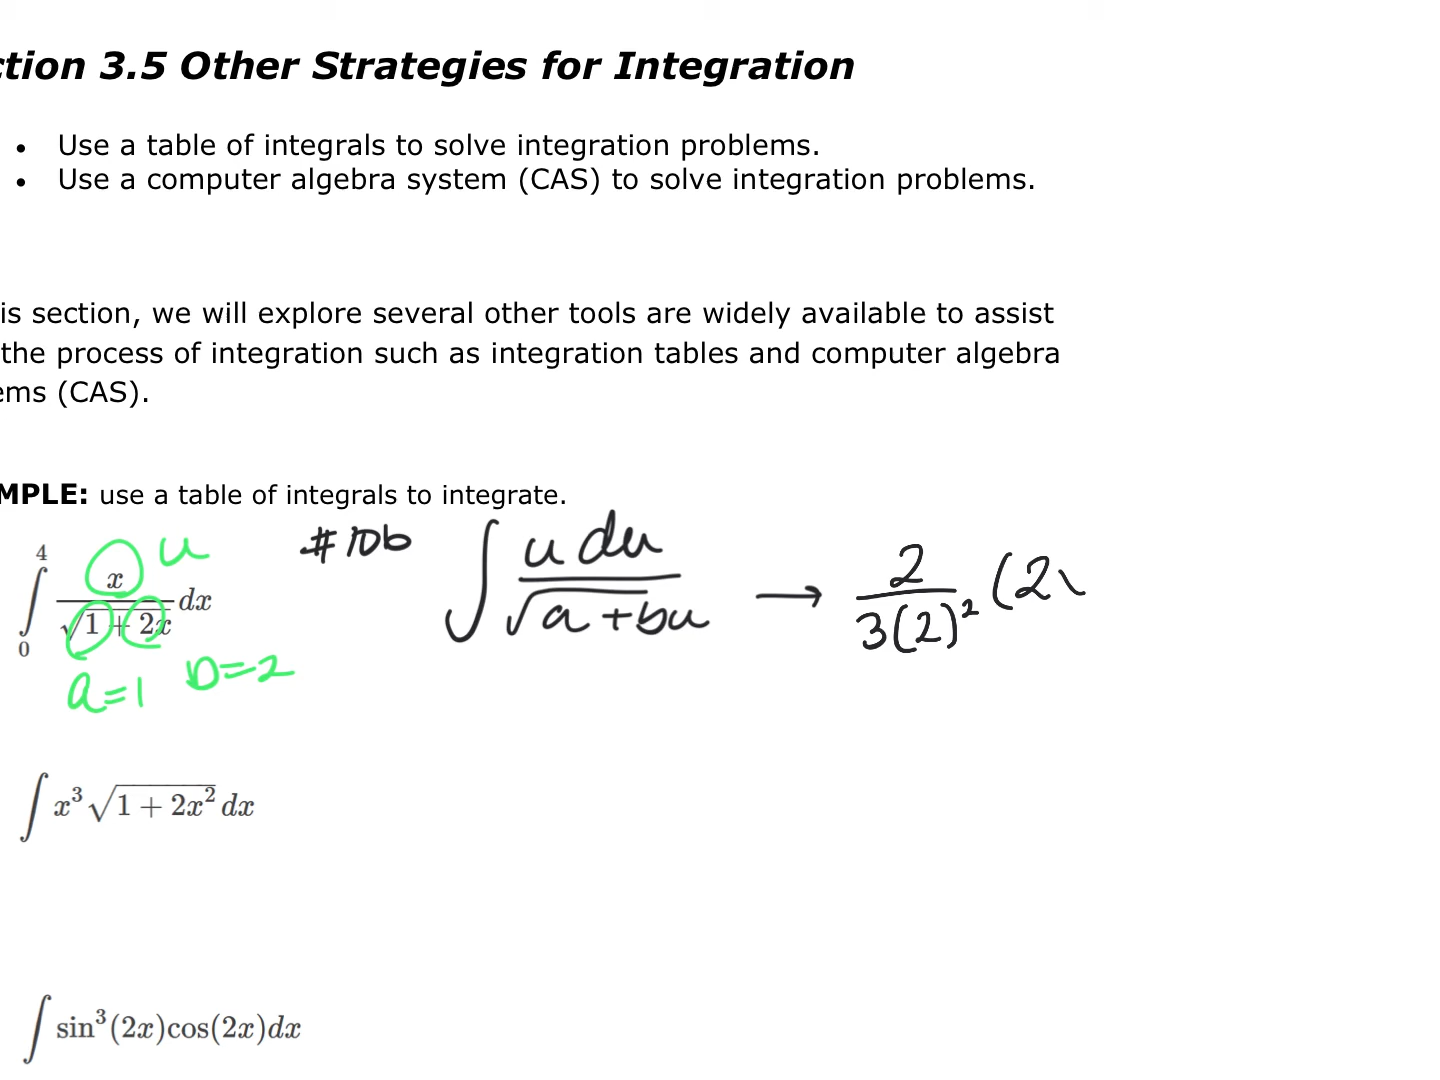 ction 3.5 Other Strategies for Integration
• Use a table of integrals to solve integration problems.
• Use a computer algebra system (CAS) to solve integration problems.
is section, we will explore several other tools are widely available to assist
the process of integration such as integration tables and computer algebra
ems (CAS).
MPLE: use a table of integrals to integrate.
∫₀⁴ x/√(1 + 2x) dx
u
a=1 b=2
#10b ∫ u du/√(a+bu) → 2/3(2)² (2
∫ x³ √(1 + 2x²) dx
∫ sin³(2x)cos(2x)dx